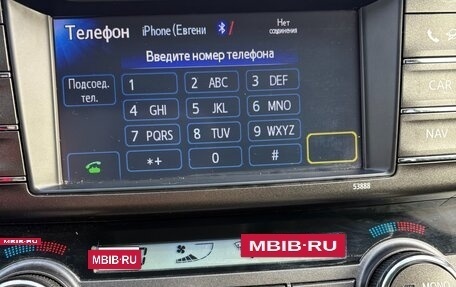 Телефон
iPhone (Евгени
Нет соединения
Введите номер телефона
Подсоед. тел.
1
2 ABC
3 DEF
4 GHI
5 JKL
6 MNO
7 PQRS
8 TUV
9 WXYZ
*+
0
#
CAR
NAV
53888
MBIB-RU
MBIB-RU
MBIB-RU
MONO